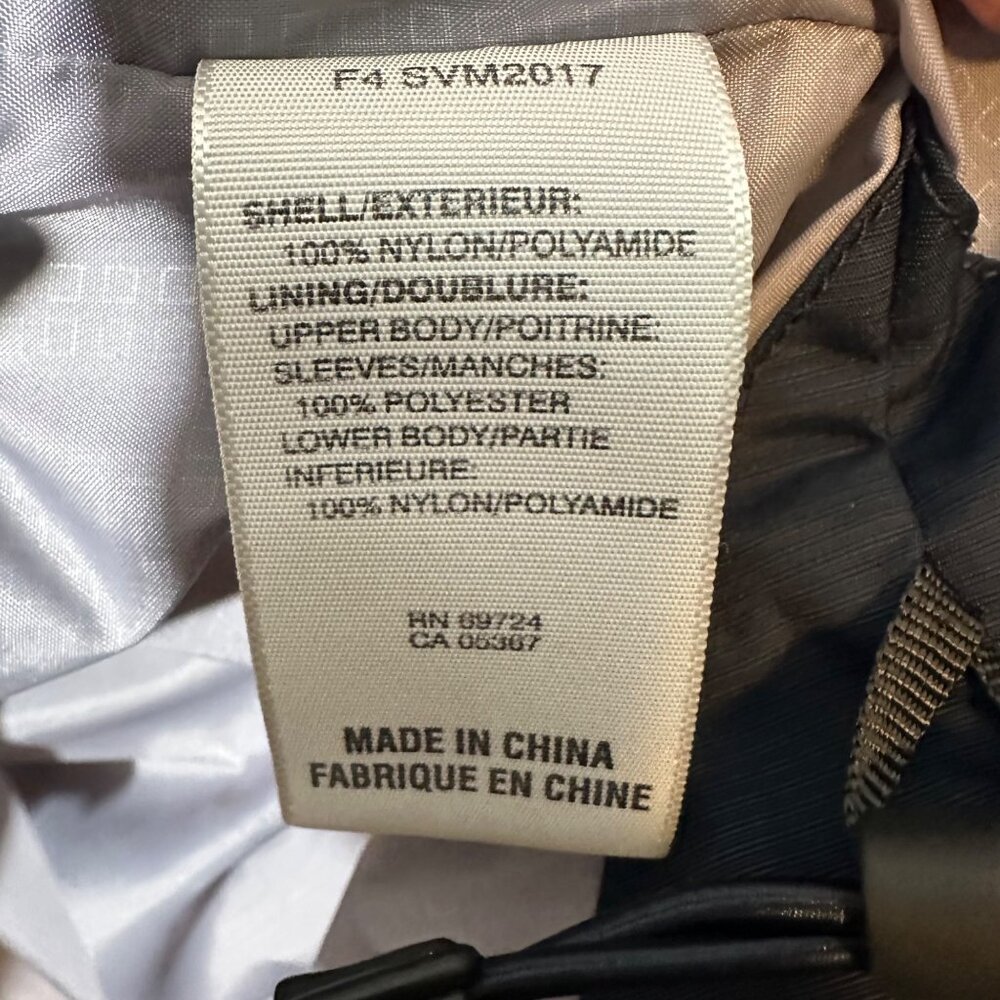 F4 SVM2017
SHELL/EXTERIEUR:
100% NYLON/POLYAMIDE
LINING/DOUBLURE:
UPPER BODY/POITRINE:
SLEEVES/MANCHES:
100% POLYESTER
LOWER BODY/PARTIE
INFERIEURE
100% NYLON/POLYAMIDE
RN 69724
CA 05367
MADE IN CHINA
FABRIQUE EN CHINE